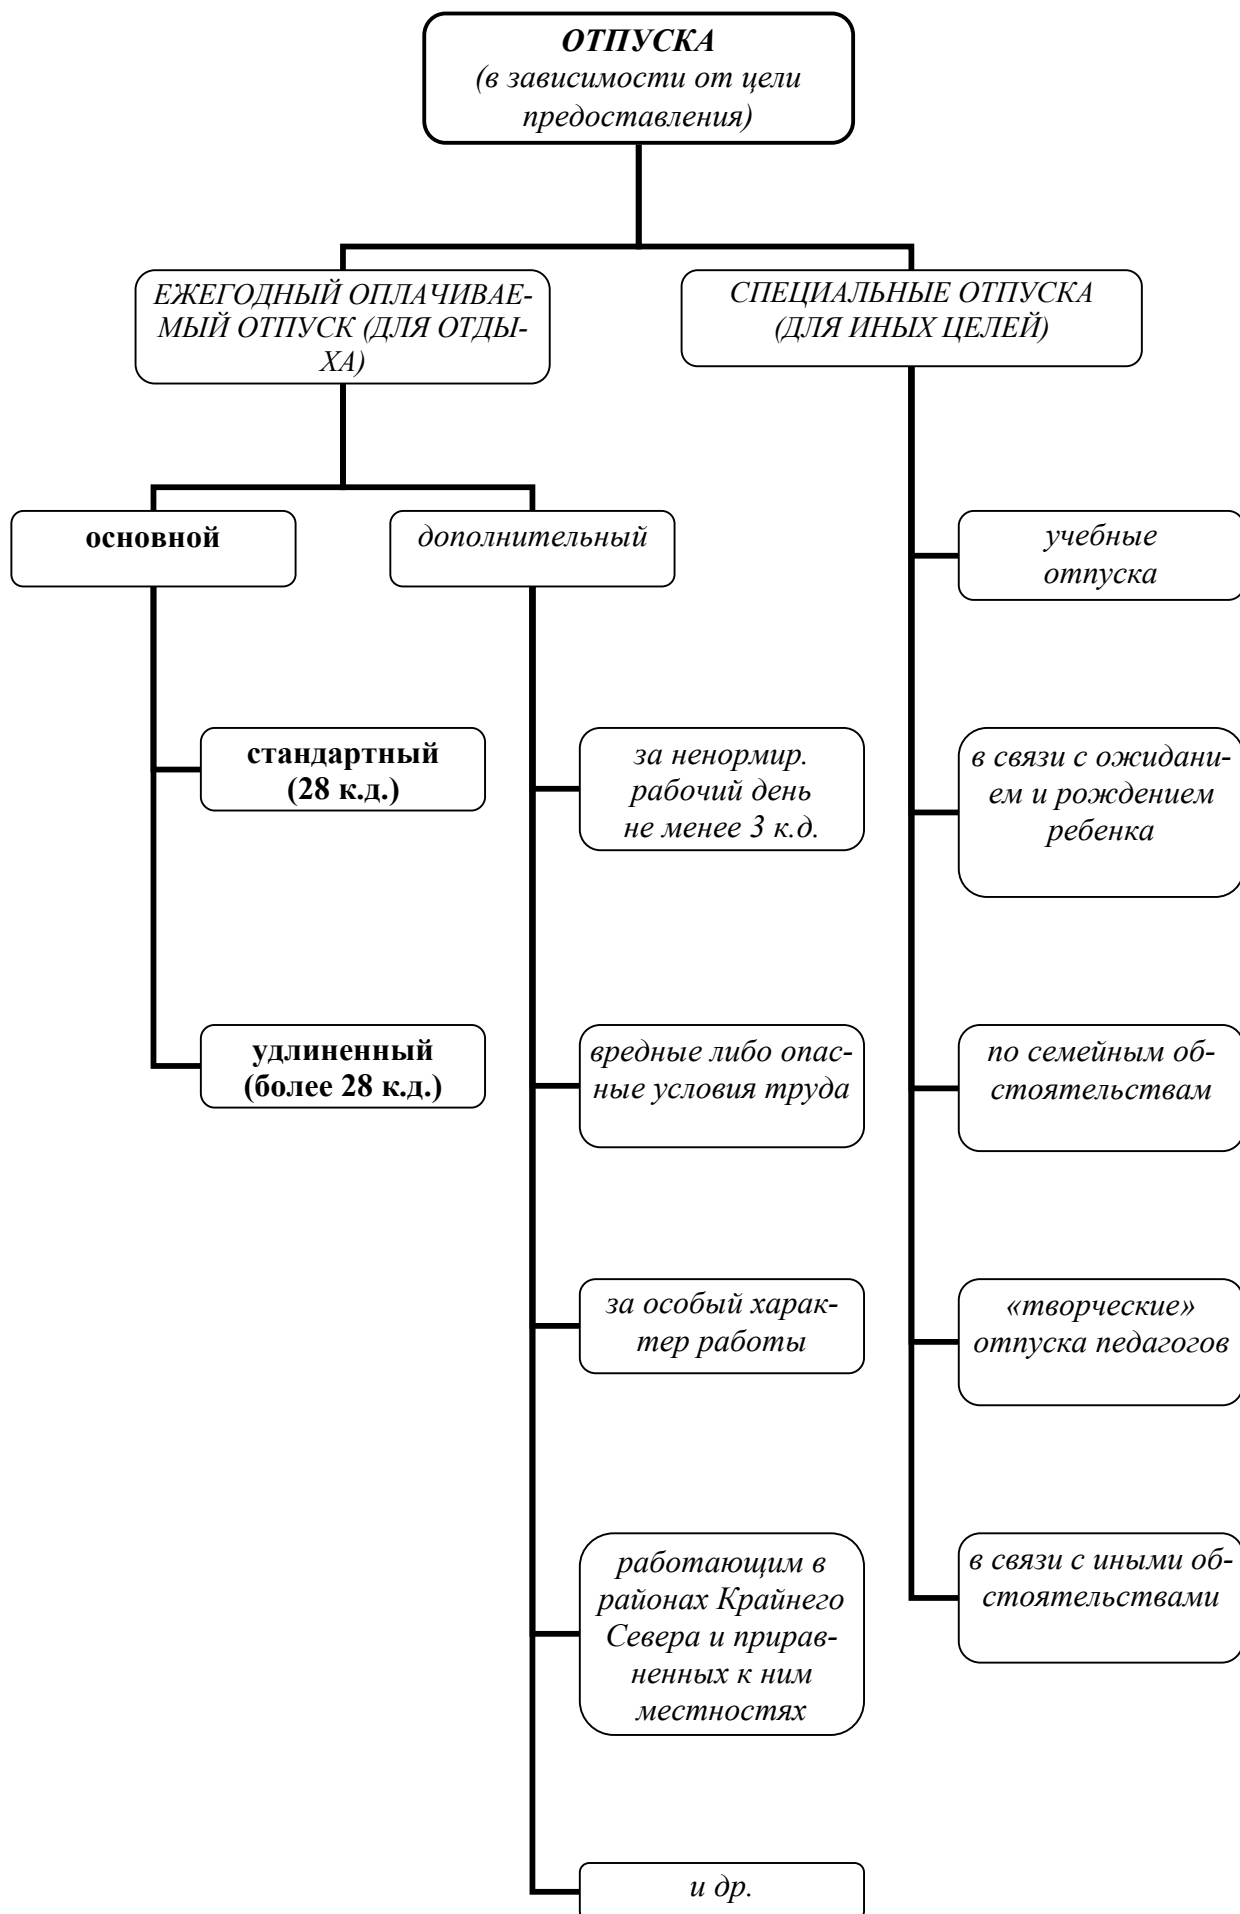 ОТПУСКА
(в зависимости от цели
предоставления)
ЕЖЕГОДНЫЙ ОПЛАЧИВАЕ-
МЫЙ ОТПУСК (ДЛЯ ОТДЫ-
ХА)
СПЕЦИАЛЬНЫЕ ОТПУСКА
(ДЛЯ ИНЫХ ЦЕЛЕЙ)
основной
дополнительный
учебные
отпуска
стандартный
(28 к.д.)
за ненормир.
рабочий день
не менее 3 к.д.
в связи с ожидани-
ем и рождением
ребенка
удлиненный
(более 28 к.д.)
вредные либо опас-
ные условия труда
по семейным об-
стоятельствам
за особый харак-
тер работы
«творческие»
отпуска педагогов
работающим в
районах Крайнего
Севера и прирав-
ненных к ним
местностях
в связи с иными об-
стоятельствами
и др.